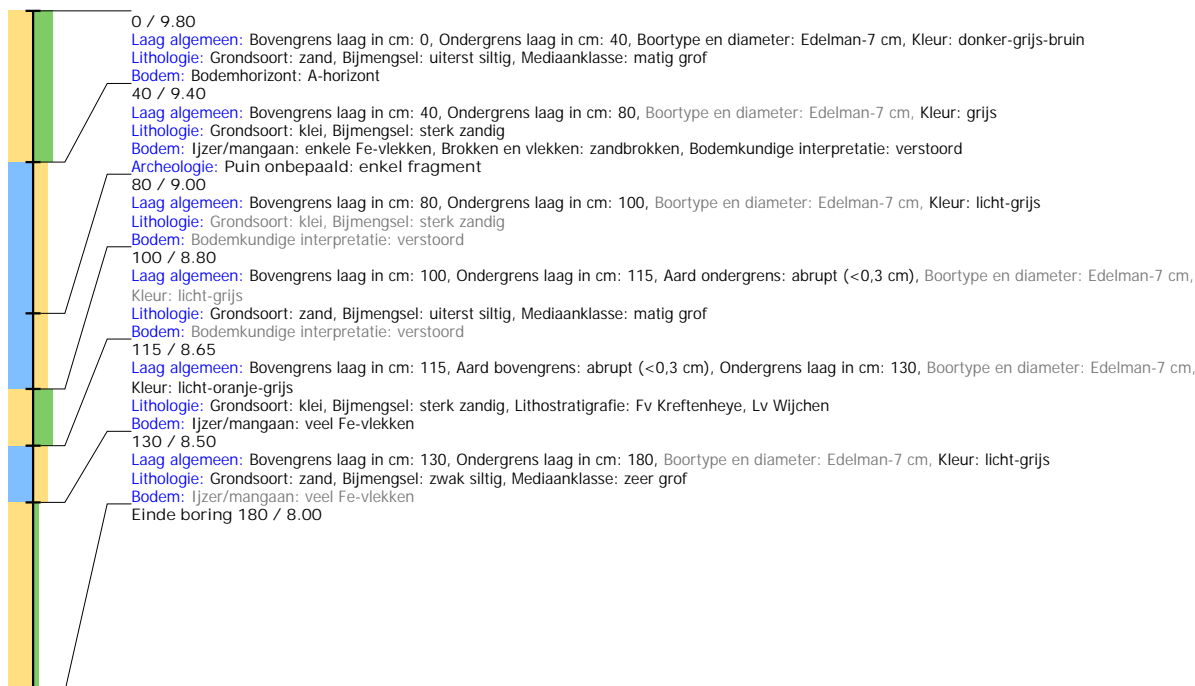 0 / 9.80
Laag algemeen: Bovengrens laag in cm: 0, Ondergrens laag in cm: 40, Boortype en diameter: Edelman-7 cm, Kleur: donker-grijs-bruin
Lithologie: Grondsoort: zand, Bijmengsel: uiterst siltig, Mediaanklasse: matig grof
Bodem: Bodemhorizont: A-horizont
40 / 9.40
Laag algemeen: Bovengrens laag in cm: 40, Ondergrens laag in cm: 80, Boortype en diameter: Edelman-7 cm, Kleur: grijs
Lithologie: Grondsoort: klei, Bijmengsel: sterk zandig
Bodem: Ijzer/mangaan: enkele Fe-vlekken, Brokken en vlekken: zandbrokken, Bodemkundige interpretatie: verstoord
Archeologie: Puin onbepaald: enkel fragment
80 / 9.00
Laag algemeen: Bovengrens laag in cm: 80, Ondergrens laag in cm: 100, Boortype en diameter: Edelman-7 cm, Kleur: licht-grijs
Lithologie: Grondsoort: klei, Bijmengsel: sterk zandig
Bodem: Bodemkundige interpretatie: verstoord
100 / 8.80
Laag algemeen: Bovengrens laag in cm: 100, Ondergrens laag in cm: 115, Aard ondergrens: abrupt (<0,3 cm), Boortype en diameter: Edelman-7 cm,
Kleur: licht-grijs
Lithologie: Grondsoort: zand, Bijmengsel: uiterst siltig, Mediaanklasse: matig grof
Bodem: Bodemkundige interpretatie: verstoord
115 / 8.65
Laag algemeen: Bovengrens laag in cm: 115, Aard bovengrens: abrupt (<0,3 cm), Ondergrens laag in cm: 130, Boortype en diameter: Edelman-7 cm,
Kleur: licht-oranje-grijs
Lithologie: Grondsoort: klei, Bijmengsel: sterk zandig, Lithostratigrafie: Fv Kreftenheye, Lv Wijchen
Bodem: Ijzer/mangaan: veel Fe-vlekken
130 / 8.50
Laag algemeen: Bovengrens laag in cm: 130, Ondergrens laag in cm: 180, Boortype en diameter: Edelman-7 cm, Kleur: licht-grijs
Lithologie: Grondsoort: zand, Bijmengsel: zwak siltig, Mediaanklasse: zeer grof
Bodem: Ijzer/mangaan: veel Fe-vlekken
Einde boring 180 / 8.00